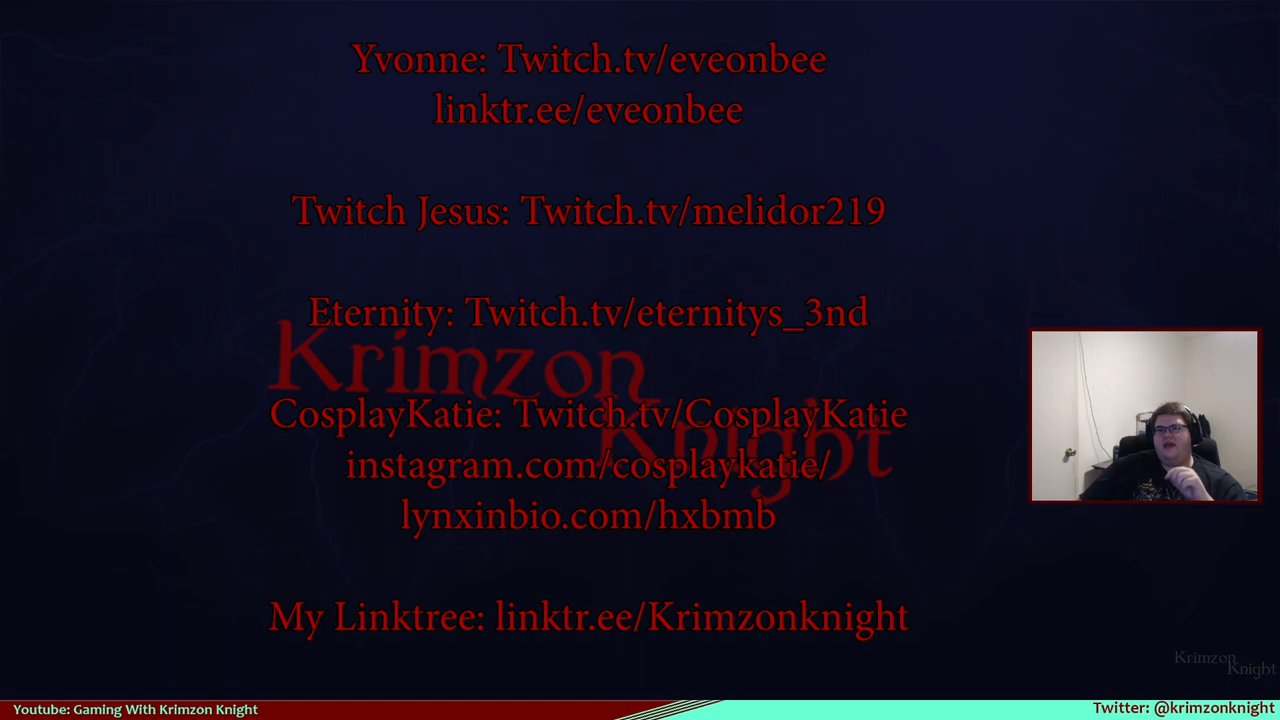 Yvonne: Twitch.tv/eveonbee
linktr.ee/eveonbee
Twitch Jesus: Twitch.tv/melidor219
Eternity: Twitch.tv/eternitys_3nd
Krimzon
Knight
CosplayKatie: Twitch.tv/CosplayKatie
instagram.com/cosplaykatie/
lynxinbio.com/hxbmb
My Linktree: linktr.ee/Krimzonknight
Krimzon
Knight
Youtube: Gaming With Krimzon Knight
Twitter: @krimzonknight